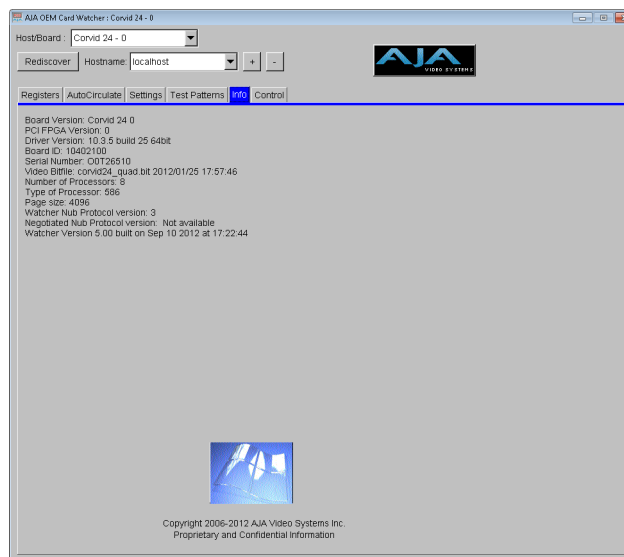 AJA OEM Card Watcher : Corvid 24 - 0
Host/Board : Corvid 24 - 0
Rediscover Hostname: localhost + -
AJA
VIDEO SYSTEMS
Registers AutoCirculate Settings Test Patterns Info Control
Board Version: Corvid 24 0
PCI FPGA Version: 0
Driver Version: 10.3.5 build 25 64bit
Board ID: 10402100
Serial Number: O0T26510
Video Bitfile: corvid24_quad.bit 2012/01/25 17:57:46
Number of Processors: 8
Type of Processor: 586
Page size: 4096
Watcher Nub Protocol version: 3
Negotiated Nub Protocol version: Not available
Watcher Version 5.00 built on Sep 10 2012 at 17:22:44
AJA
Copyright 2006-2012 AJA Video Systems Inc.
Proprietary and Confidential Information